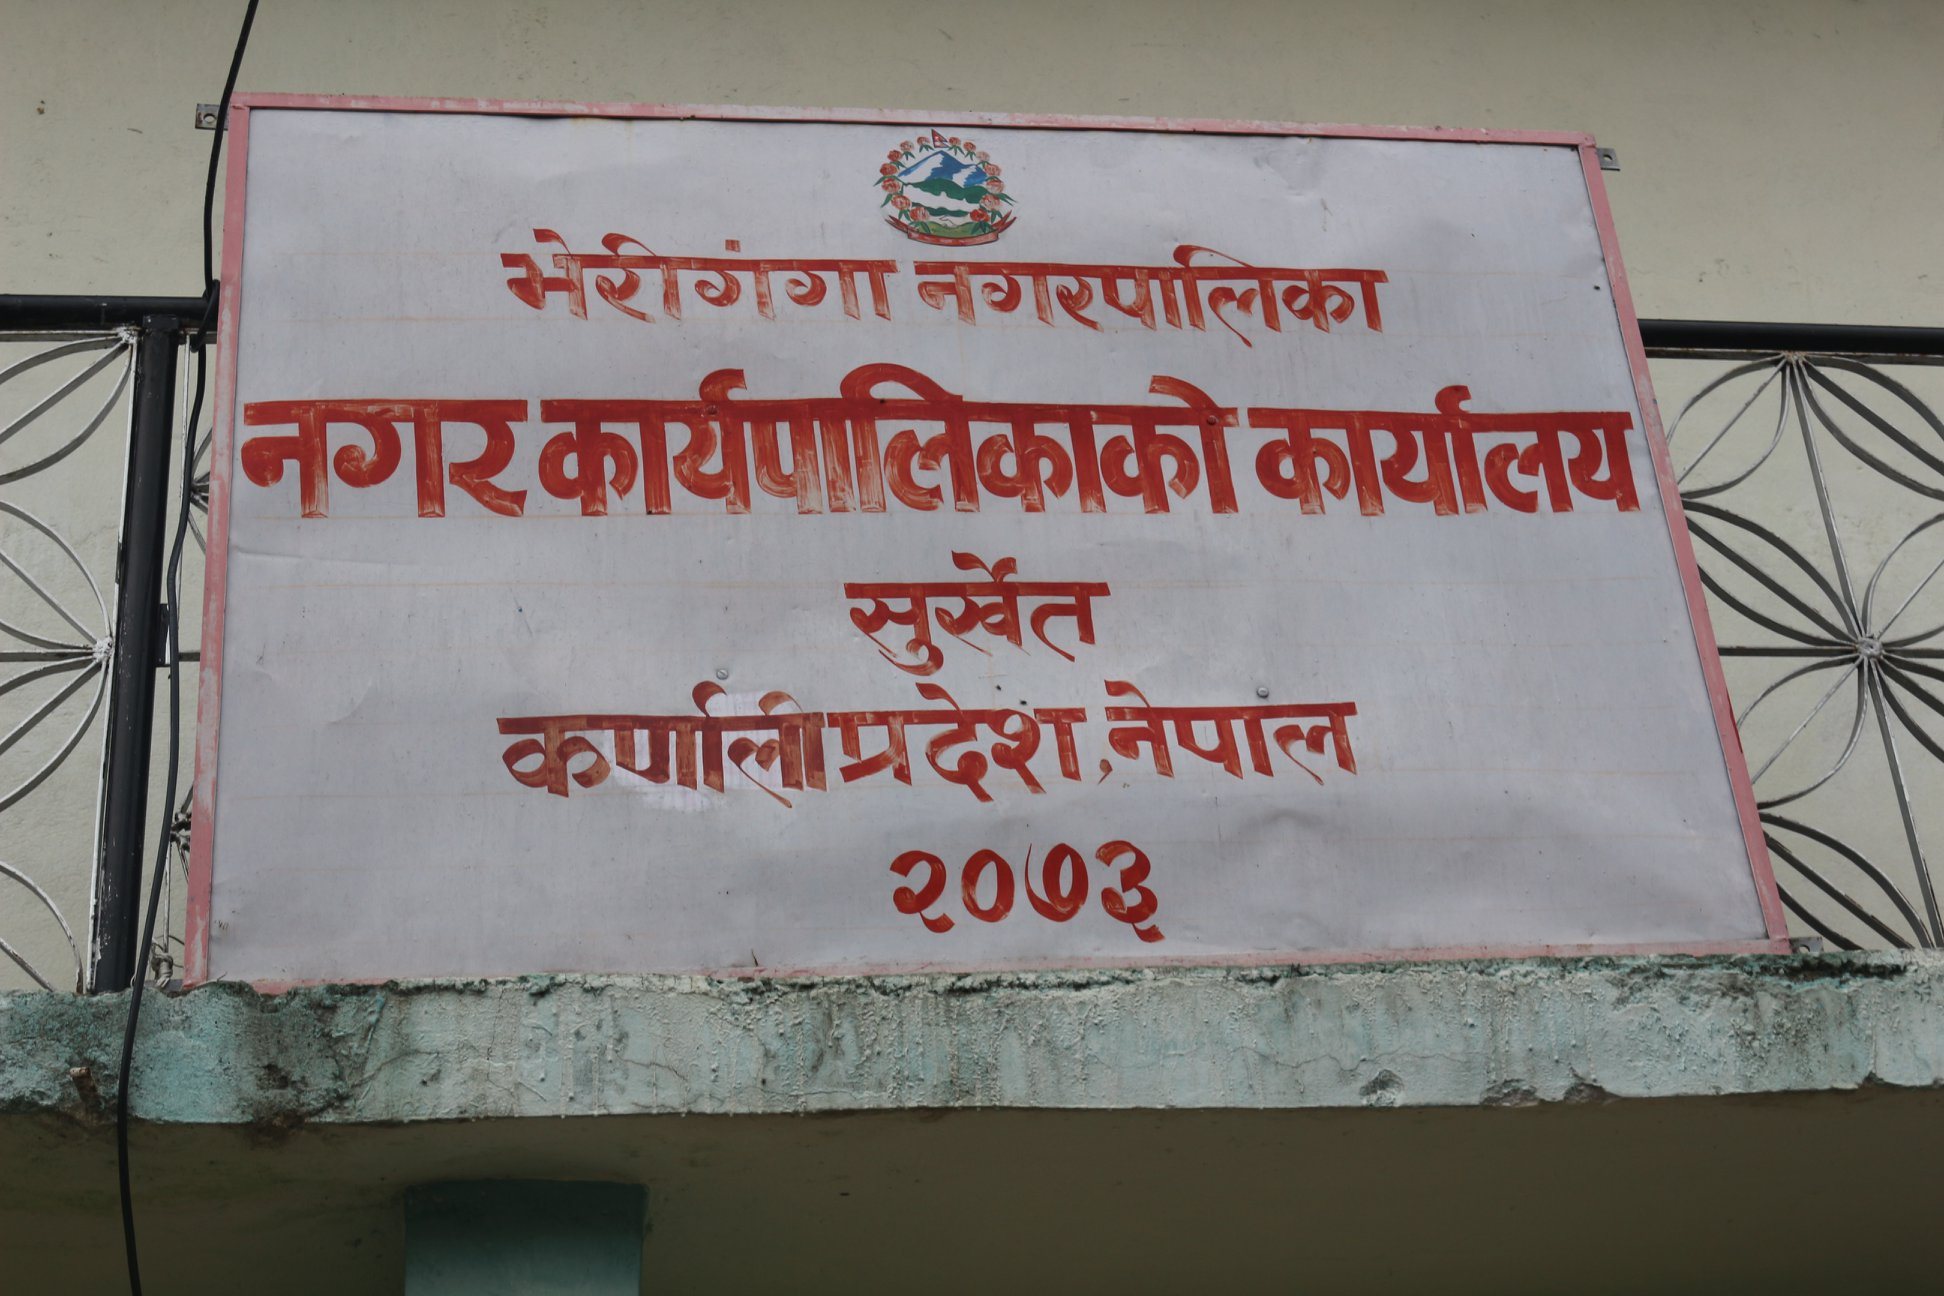 भेरीगंगा नगरपालिका
नगर कार्यपालिकाको कार्यालय
सुर्खेत
कर्णाली प्रदेश, नेपाल
२०७३